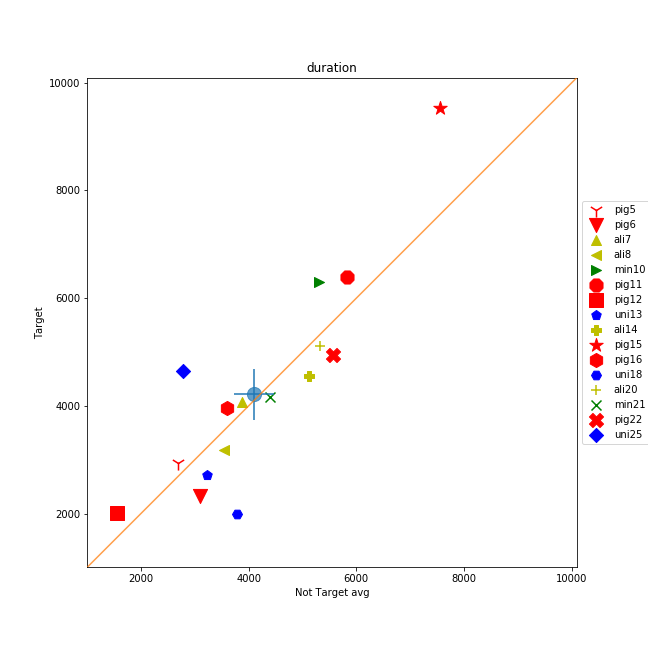 duration
10000
8000
6000
4000
2000
Target
2000 4000 6000 8000 10000
Not Target avg
pig5
pig6
ali7
ali8
min10
pig11
pig12
uni13
ali14
pig15
pig16
uni18
ali20
min21
pig22
uni25